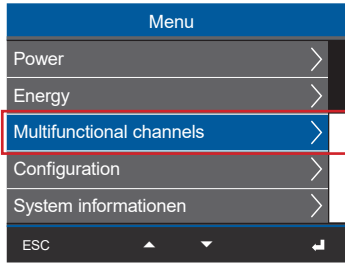 Menu
Power
Energy
Multifunctional channels
Configuration
System informationen
ESC